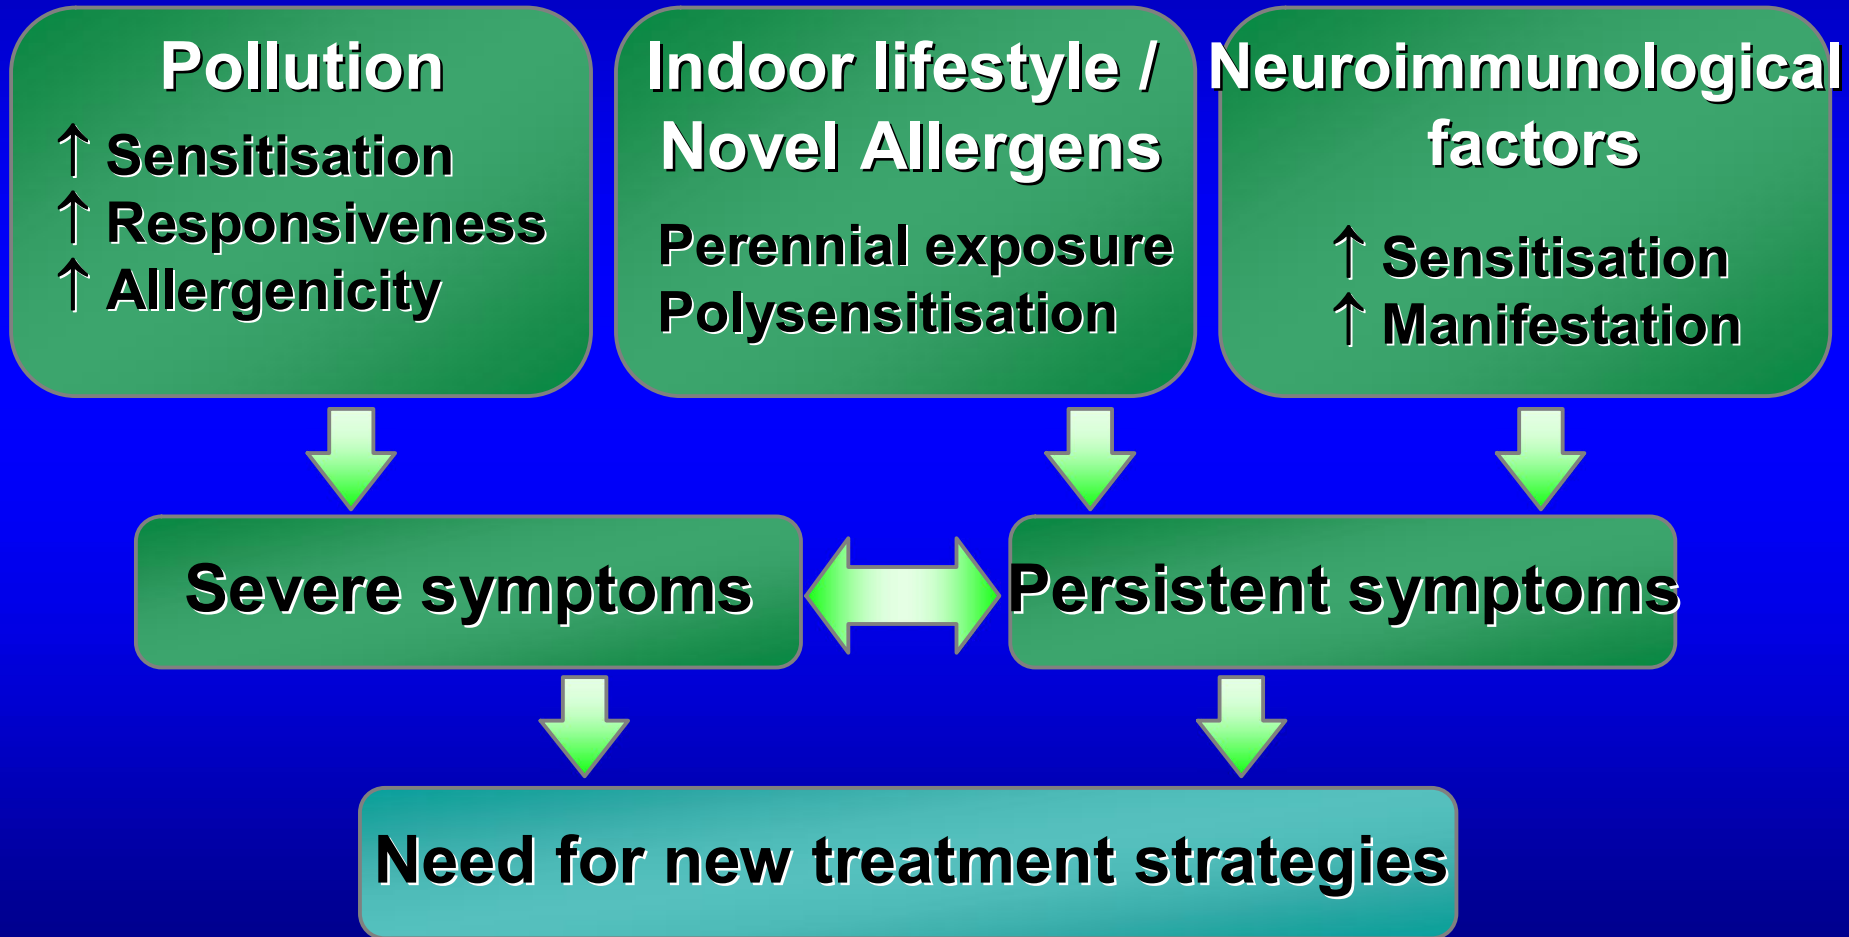 Pollution
↑ Sensitisation
↑ Responsiveness
↑ Allergenicity
Indoor lifestyle /
Novel Allergens
Perennial exposure
Polysensitisation
Neuroimmunological
factors
↑ Sensitisation
↑ Manifestation
Severe symptoms
Persistent symptoms
Need for new treatment strategies